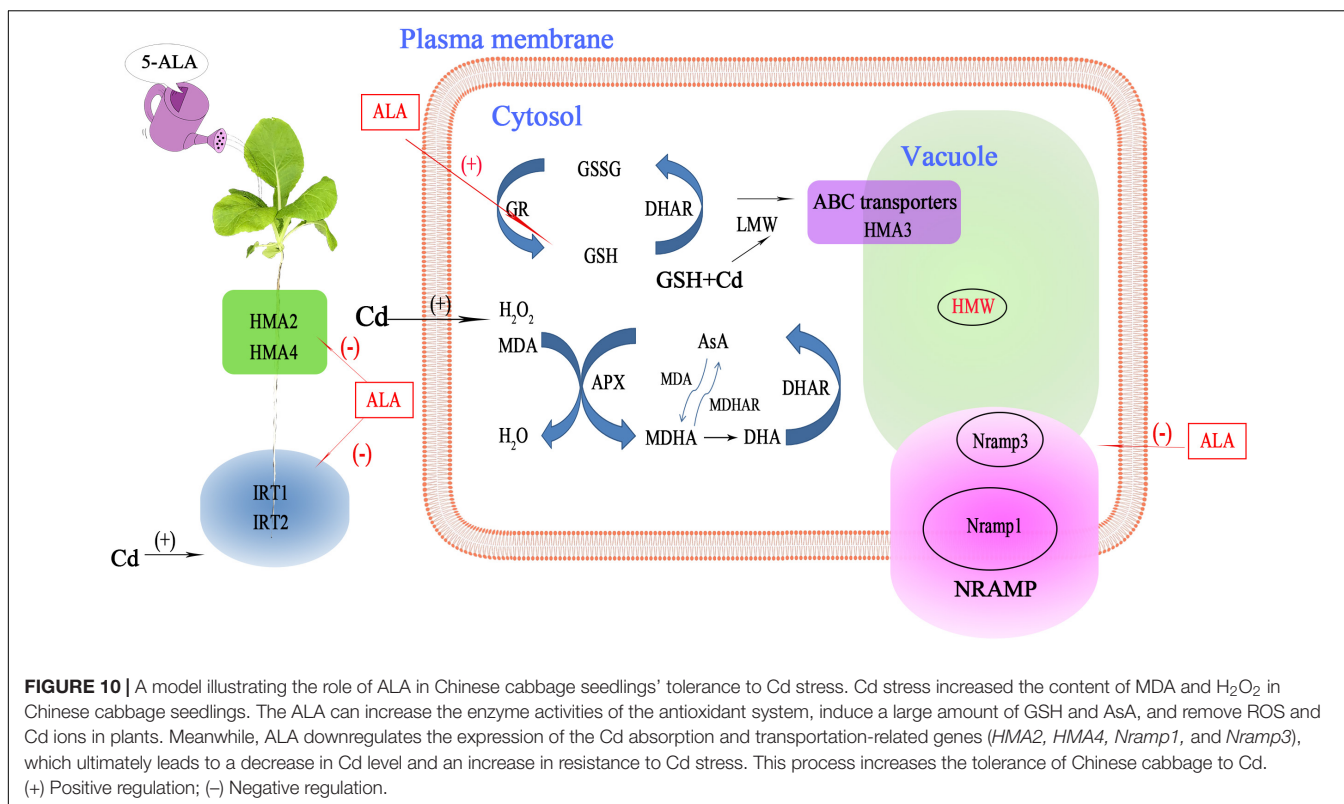 5-ALA
Plasma membrane
ALA
Cytosol
(+)
GSSG
GR
DHAR
GSH
LMW
GSH+Cd
Vacuole
ABC transporters
HMA3
HMW
HMA2
HMA4
(-)
ALA
(-)
IRT1
IRT2
Cd
(+)
Cd
(+)
H₂O₂
MDA
APX
H₂O
AsA
MDA
MDHAR
MDHA
DHA
DHAR
Nramp3
Nramp1
NRAMP
(-)
ALA
FIGURE 10 | A model illustrating the role of ALA in Chinese cabbage seedlings' tolerance to Cd stress. Cd stress increased the content of MDA and H₂O₂ in
Chinese cabbage seedlings. The ALA can increase the enzyme activities of the antioxidant system, induce a large amount of GSH and AsA, and remove ROS and
Cd ions in plants. Meanwhile, ALA downregulates the expression of the Cd absorption and transportation-related genes (HMA2, HMA4, Nramp1, and Nramp3),
which ultimately leads to a decrease in Cd level and an increase in resistance to Cd stress. This process increases the tolerance of Chinese cabbage to Cd.
(+) Positive regulation; (–) Negative regulation.